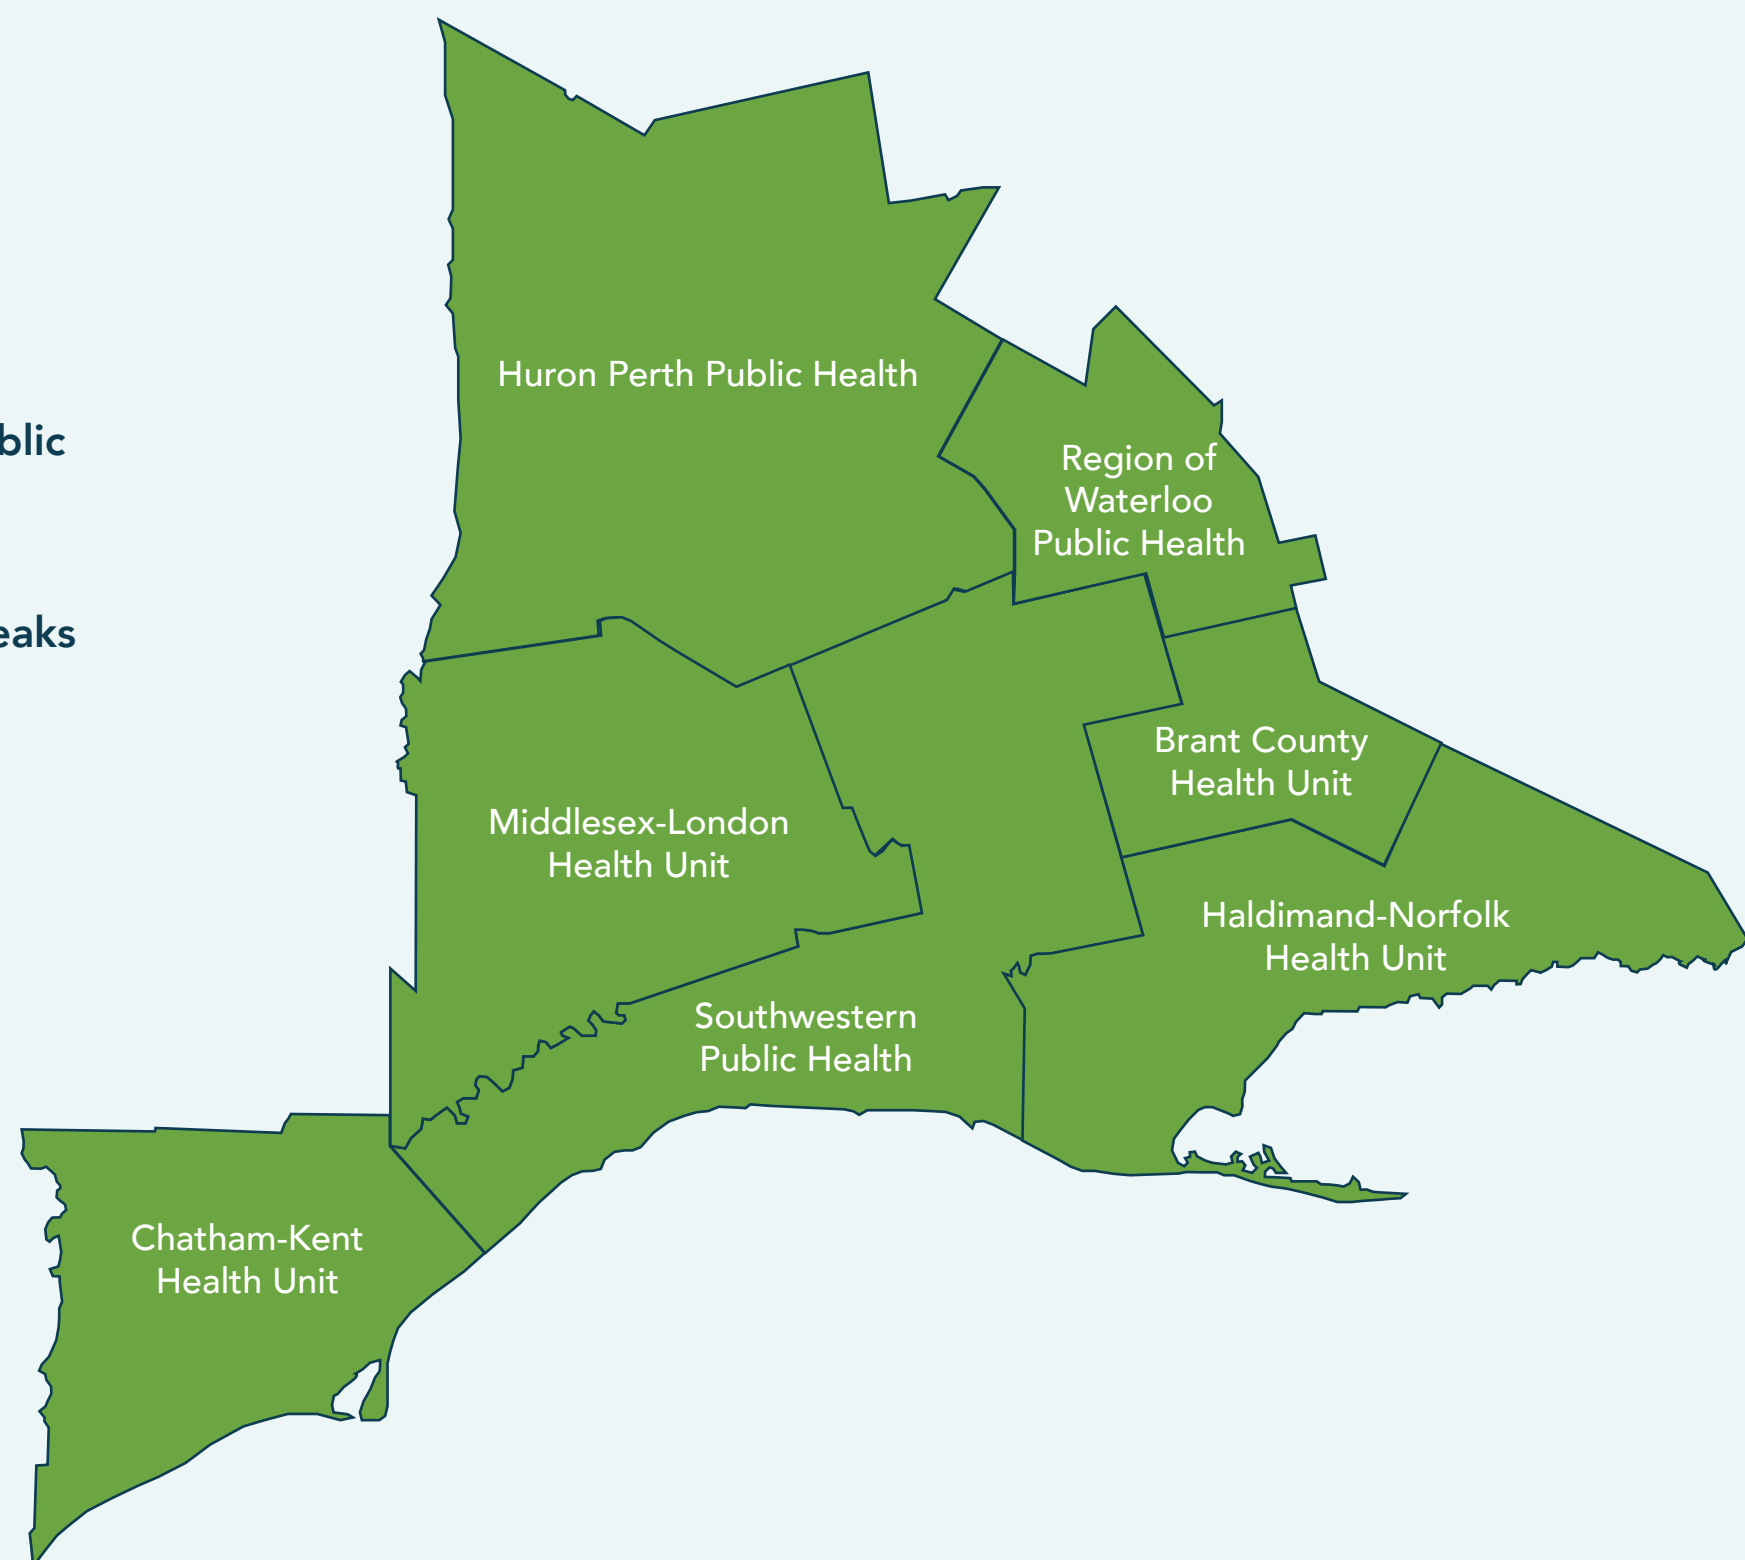 Huron Perth Public Health
blic
Region of
Waterloo
Public Health
eaks
Brant County
Health Unit
Middlesex-London
Health Unit
Haldimand-Norfolk
Health Unit
Southwestern
Public Health
Chatham-Kent
Health Unit